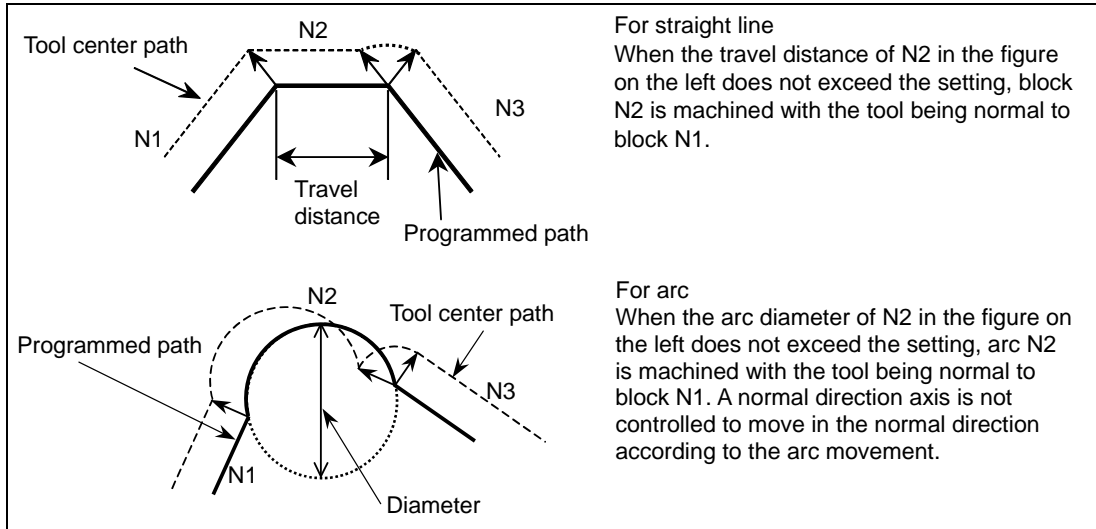 Tool center path
N2
N1
N3
Travel
distance
Programmed path
For straight line
When the travel distance of N2 in the figure
on the left does not exceed the setting, block
N2 is machined with the tool being normal to
block N1.
N2
Tool center path
Programmed path
N3
N1
Diameter
For arc
When the arc diameter of N2 in the figure on
the left does not exceed the setting, arc N2
is machined with the tool being normal to
block N1. A normal direction axis is not
controlled to move in the normal direction
according to the arc movement.